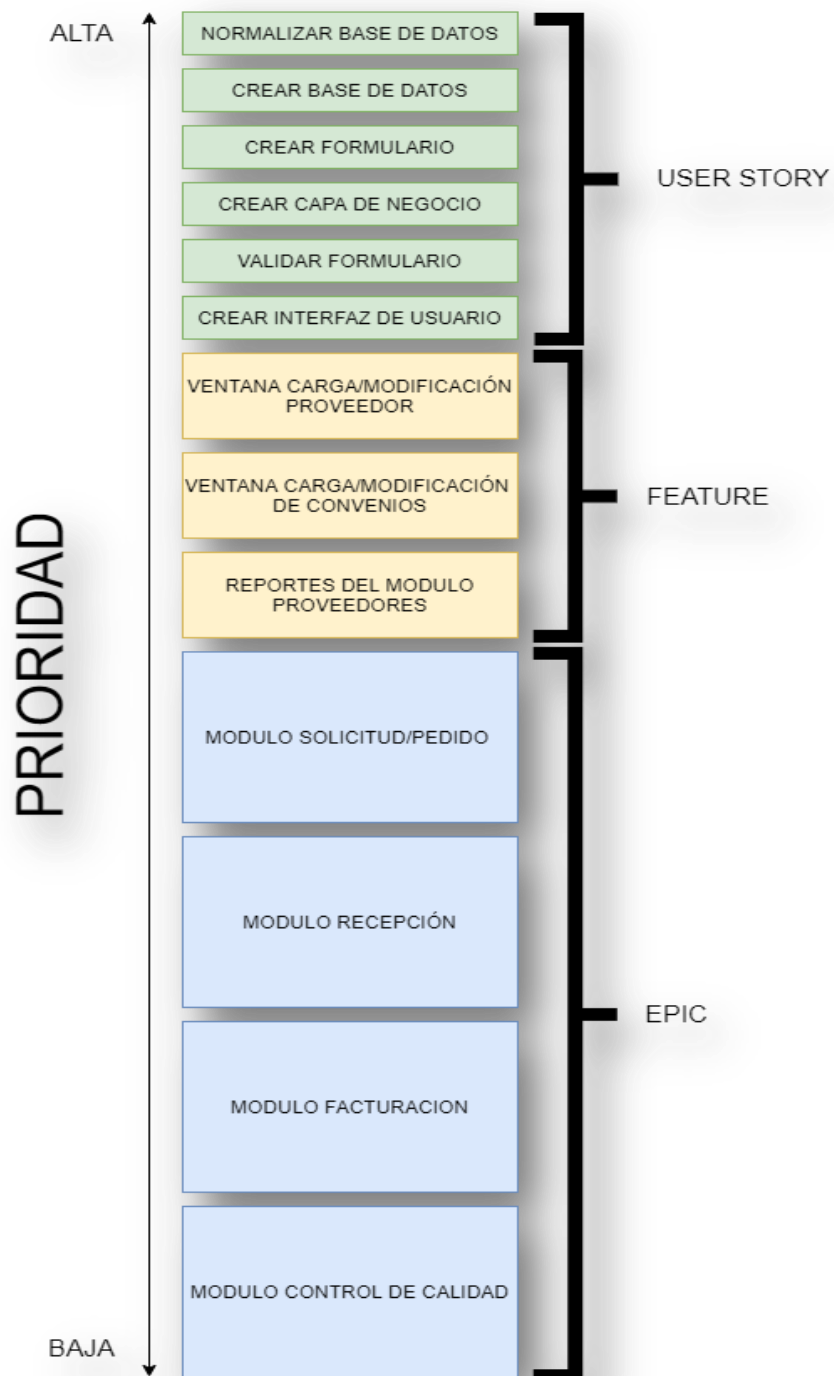 ALTA
PRIORIDAD
BAJA
NORMALIZAR BASE DE DATOS
CREAR BASE DE DATOS
CREAR FORMULARIO
CREAR CAPA DE NEGOCIO
VALIDAR FORMULARIO
CREAR INTERFAZ DE USUARIO
USER STORY
VENTANA CARGA/MODIFICACIÓN
PROVEEDOR
VENTANA CARGA/MODIFICACIÓN
DE CONVENIOS
REPORTES DEL MODULO
PROVEEDORES
FEATURE
MODULO SOLICITUD/PEDIDO
MODULO RECEPCIÓN
MODULO FACTURACION
MODULO CONTROL DE CALIDAD
EPIC